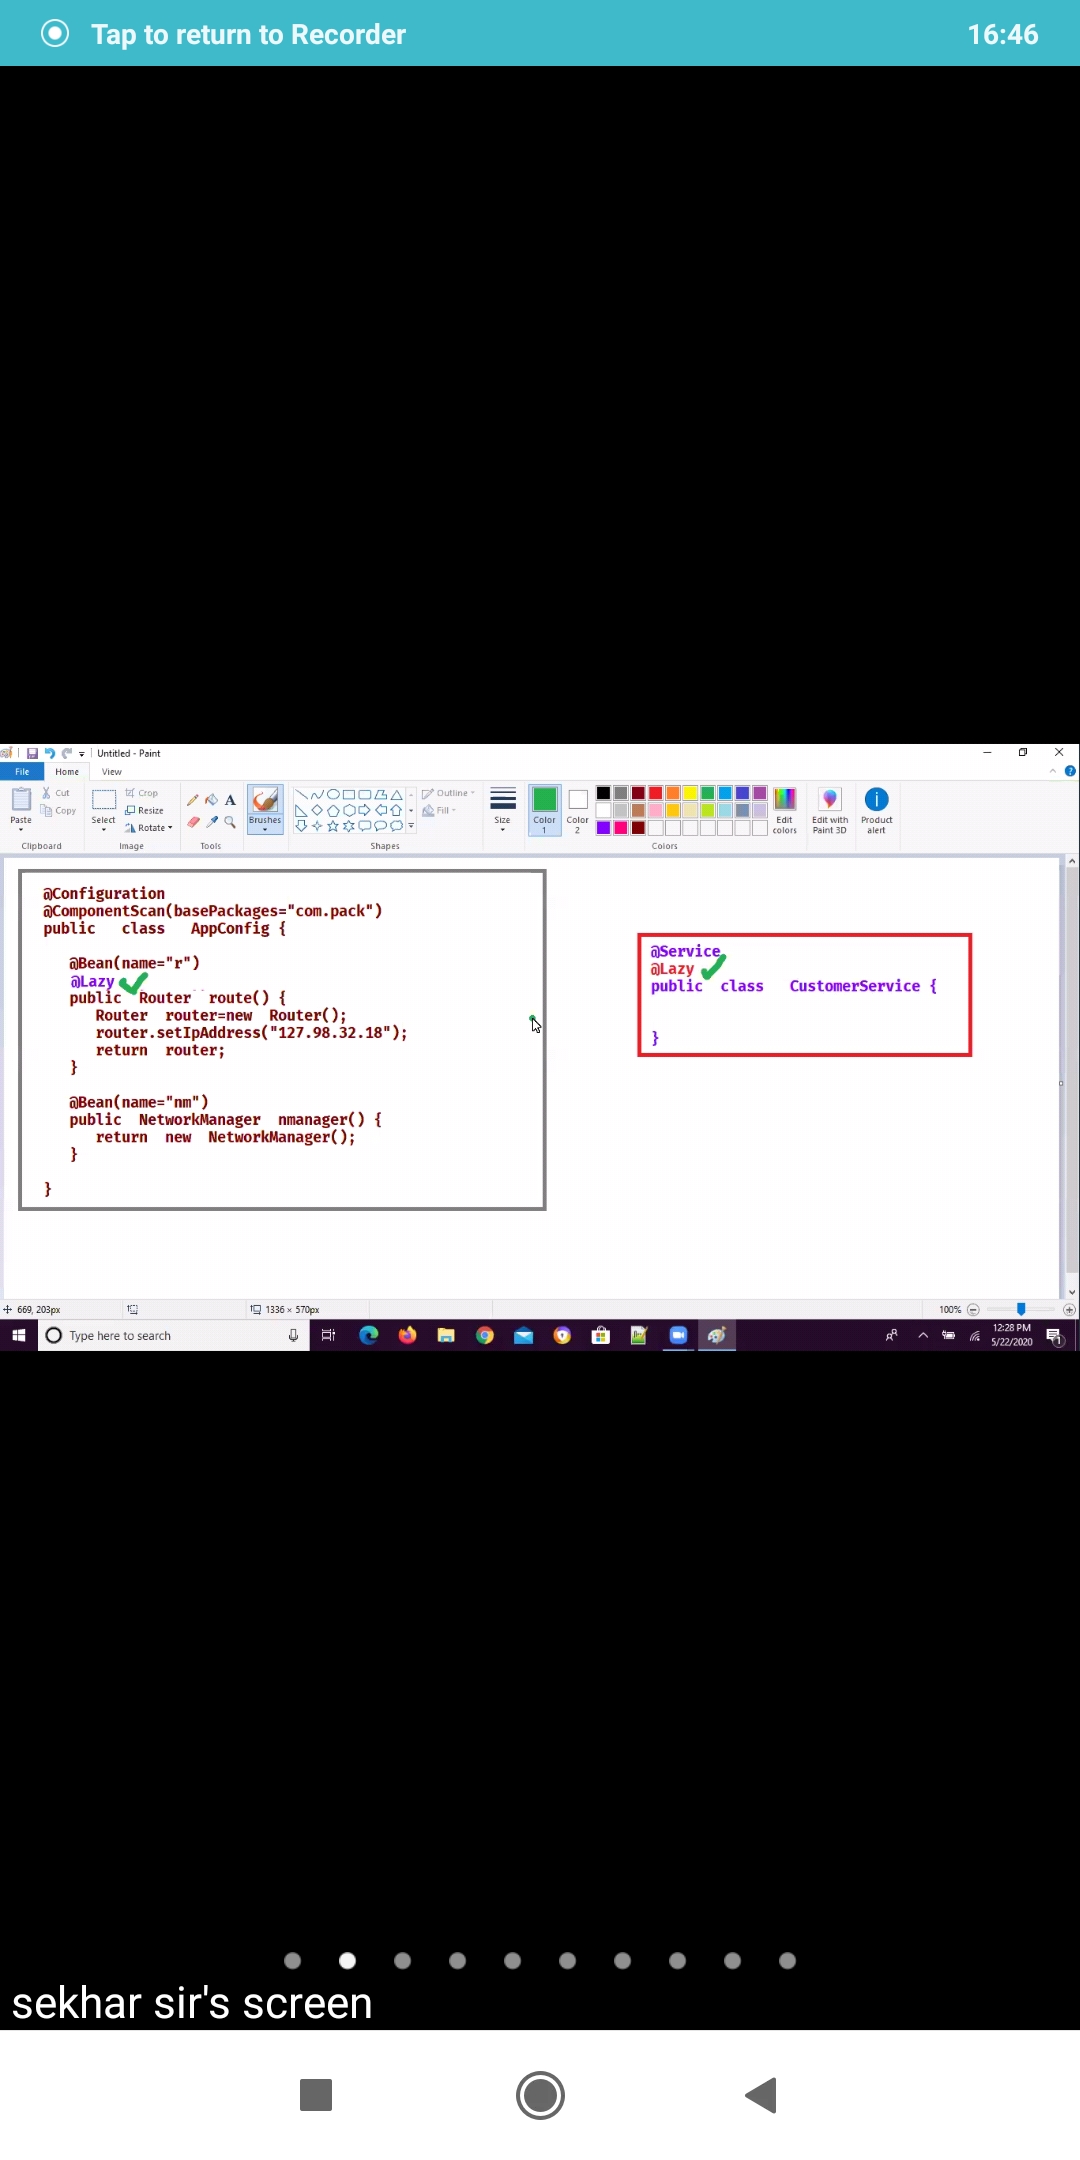 Tap to return to Recorder
16:46
Untitled - Paint
File
Home
View
Paste
Cut
Copy
Clipboard
Select
Crop
Resize
Rotate
Image
A
Tools
Brushes
Outline
Fill
Shapes
Size
Color 1
Color 2
Edit colors
Colors
Edit with Paint 3D
Product alert
@Configuration
@ComponentScan(basePackages="com.pack")
public class AppConfig {
@Bean(name="r")
@Lazy
public Router route() {
Router router=new Router();
router.setIpAddress("127.98.32.18");
return router;
}
@Bean(name="nm")
public NetworkManager nmanager() {
return new NetworkManager();
}
}
@Service
@Lazy
public class CustomerService {
}
669, 203px
1336 × 570px
100%
Type here to search
12:28 PM
5/22/2020
1
sekhar sir's screen